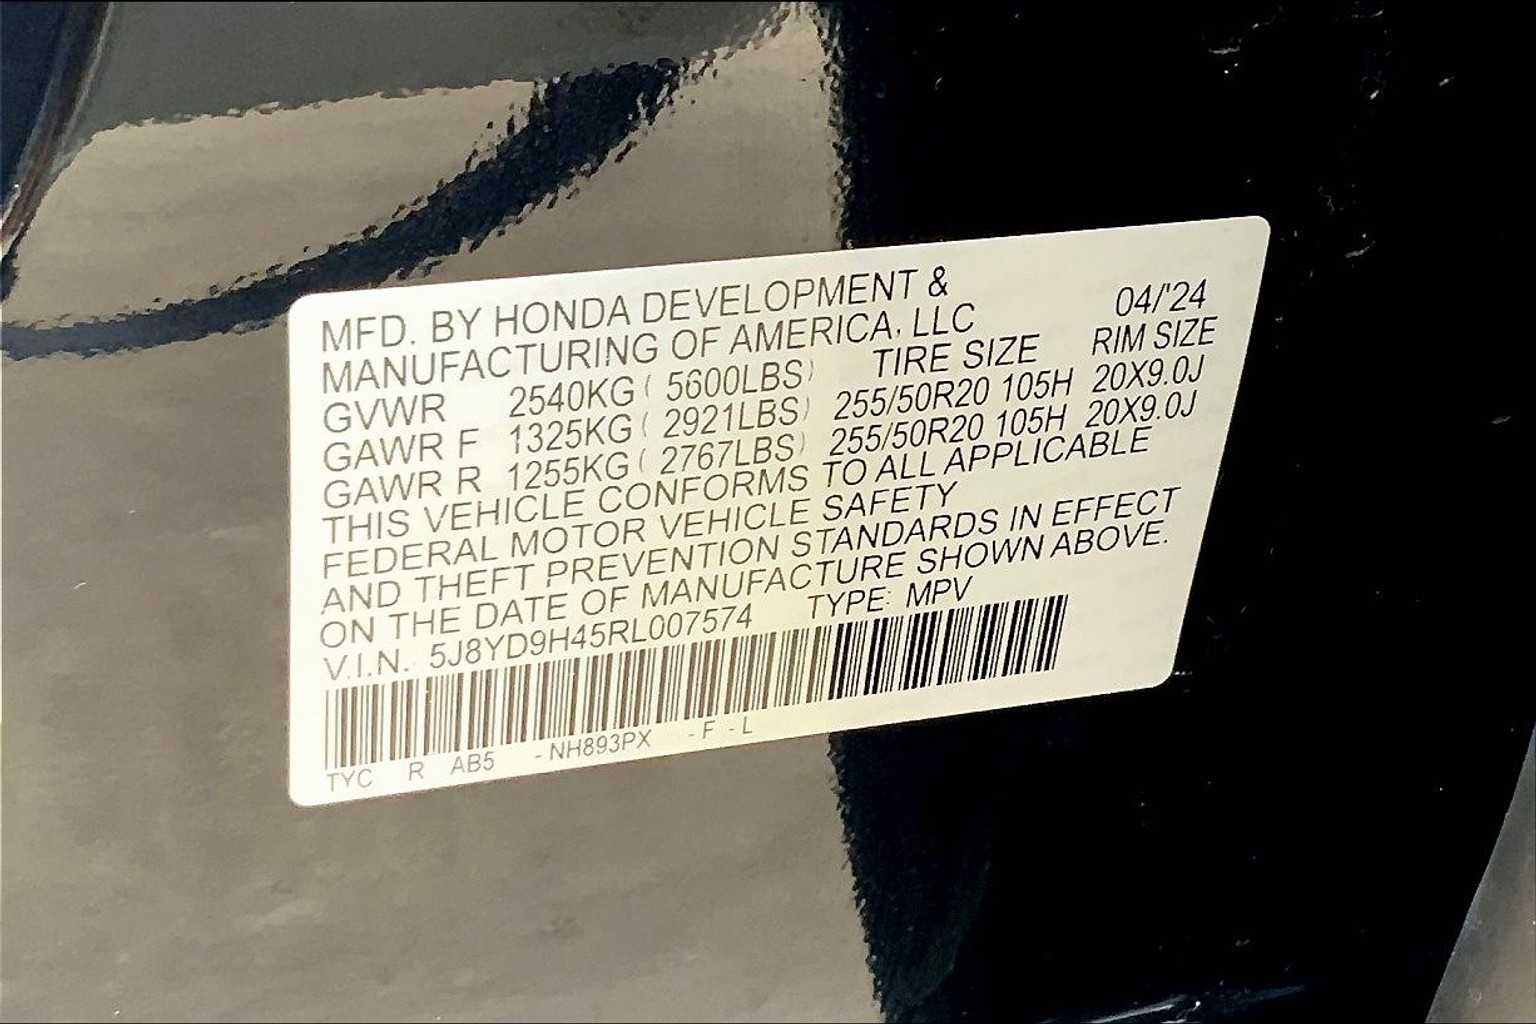 MFD. BY HONDA DEVELOPMENT &
MANUFACTURING OF AMERICA, LLC 04/'24
TIRE SIZE RIM SIZE
GVWR 2540KG ( 5600LBS)
GAWR F 1325KG ( 2921LBS) 255/50R20 105H 20X9.0J
GAWR R 1255KG ( 2767LBS) 255/50R20 105H 20X9.0J
THIS VEHICLE CONFORMS TO ALL APPLICABLE
FEDERAL MOTOR VEHICLE SAFETY
AND THEFT PREVENTION STANDARDS IN EFFECT
ON THE DATE OF MANUFACTURE SHOWN ABOVE.
V.I.N. 5J8YD9H45RL007574 TYPE: MPV
TYC R AB5 -NH893PX -F -L